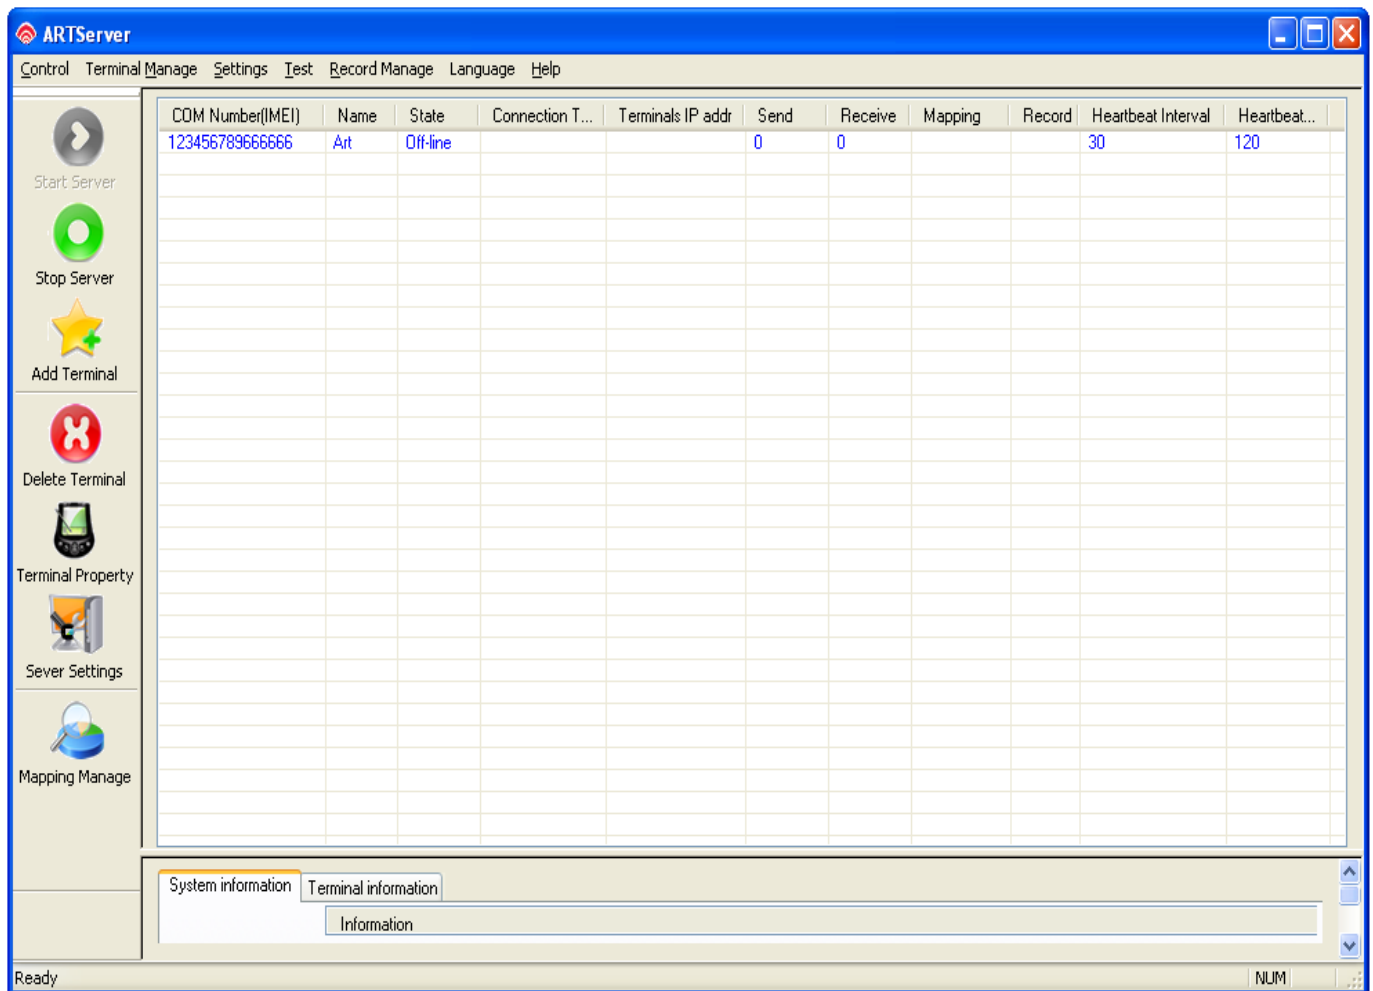 ARTServer
Control Terminal Manage Settings Test Record Manage Language Help
COM Number(IMEI) Name State Connection T... Terminals IP addr Send Receive Mapping Record Heartbeat Interval Heartbeat...
123456789666666 Art Off-line 0 0 30 120
Start Server
Stop Server
Add Terminal
Delete Terminal
Terminal Property
Sever Settings
Mapping Manage
System information Terminal information
Information
Ready NUM